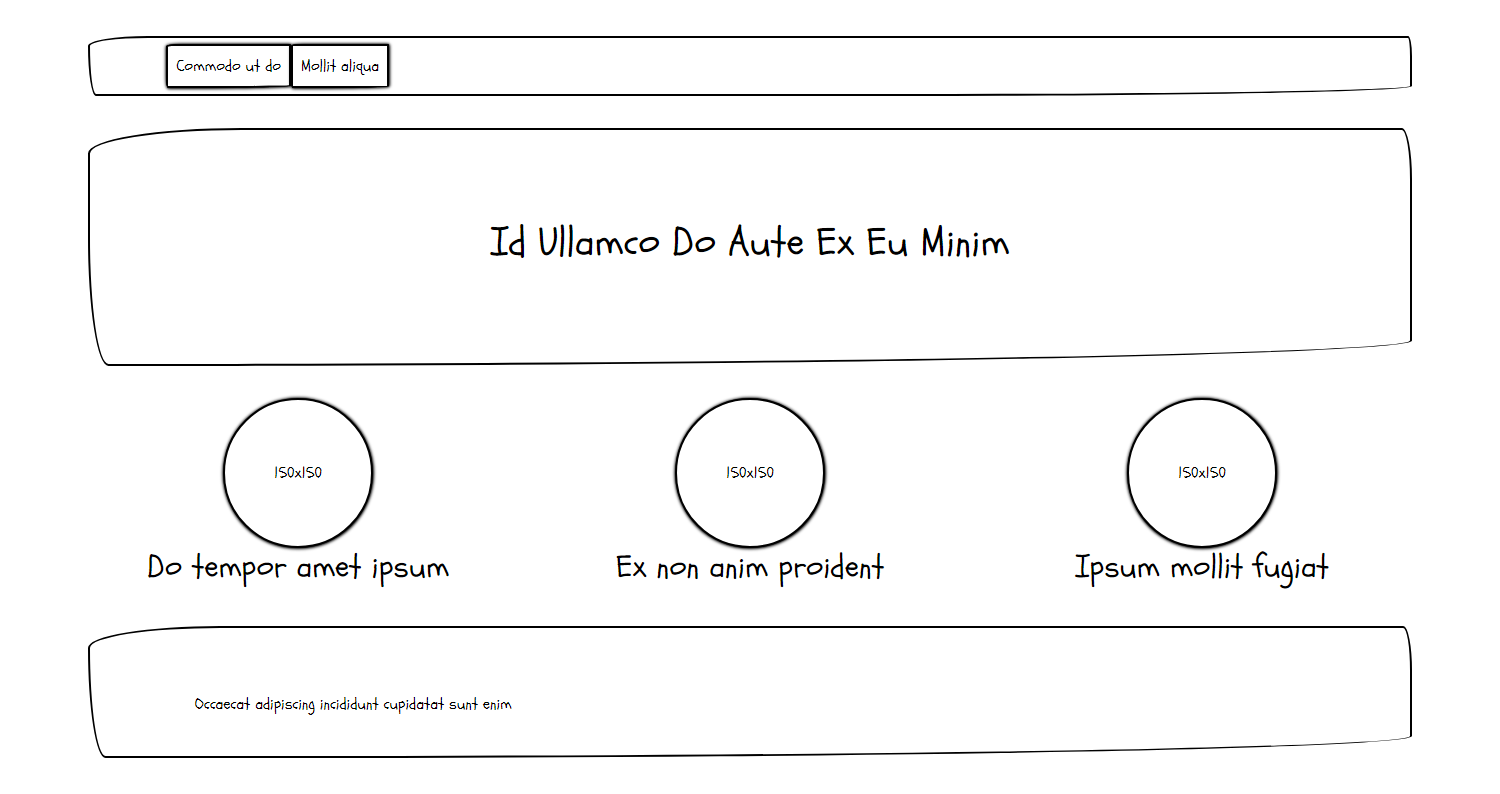 Commodo ut do Mollit aliqua
Id Ullamco Do Aute Ex Eu Minim
150x150 150x150 150x150
Do tempor amet ipsum Ex non anim proident Ipsum mollit fugiat
Occaecat adipiscing incididunt cupidatat sunt enim